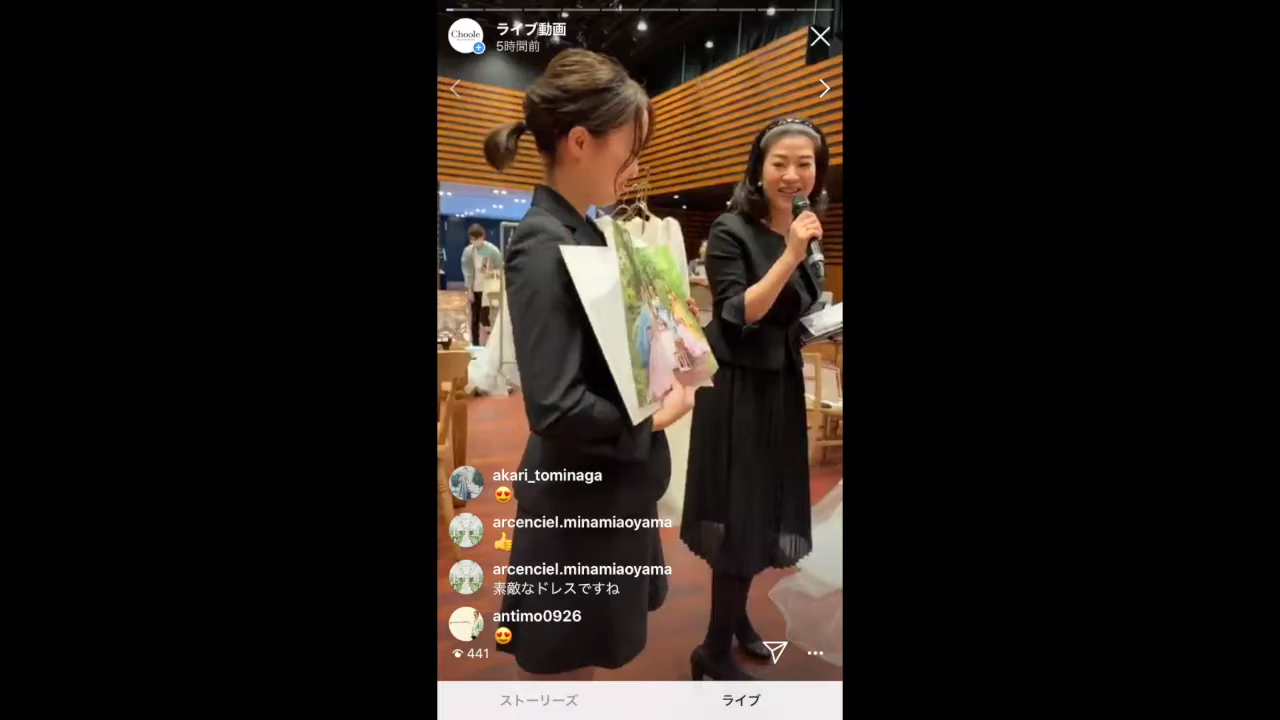 Choole
ライブ動画
5時間前
akari_tominaga
😍
arcenciel.minamiaoyama
👍
arcenciel.minamiaoyama
素敵なドレスですね
antimo0926
😍
441
ストーリーズ
ライブ